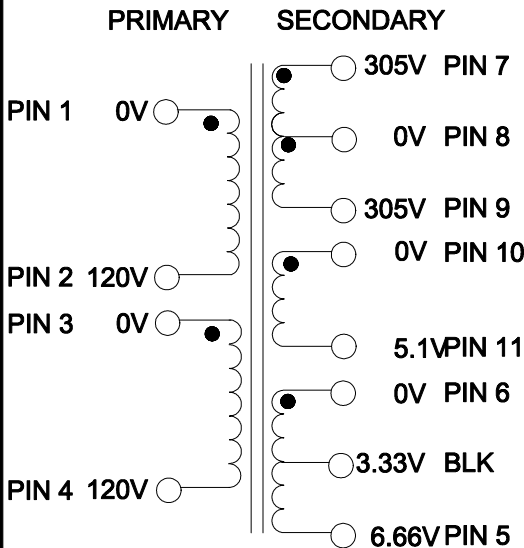 PRIMARY SECONDARY
305V PIN 7
PIN 1 0V
0V PIN 8
305V PIN 9
0V PIN 10
PIN 2 120V
PIN 3 0V
5.1V PIN 11
0V PIN 6
3.33V BLK
PIN 4 120V
6.66V PIN 5